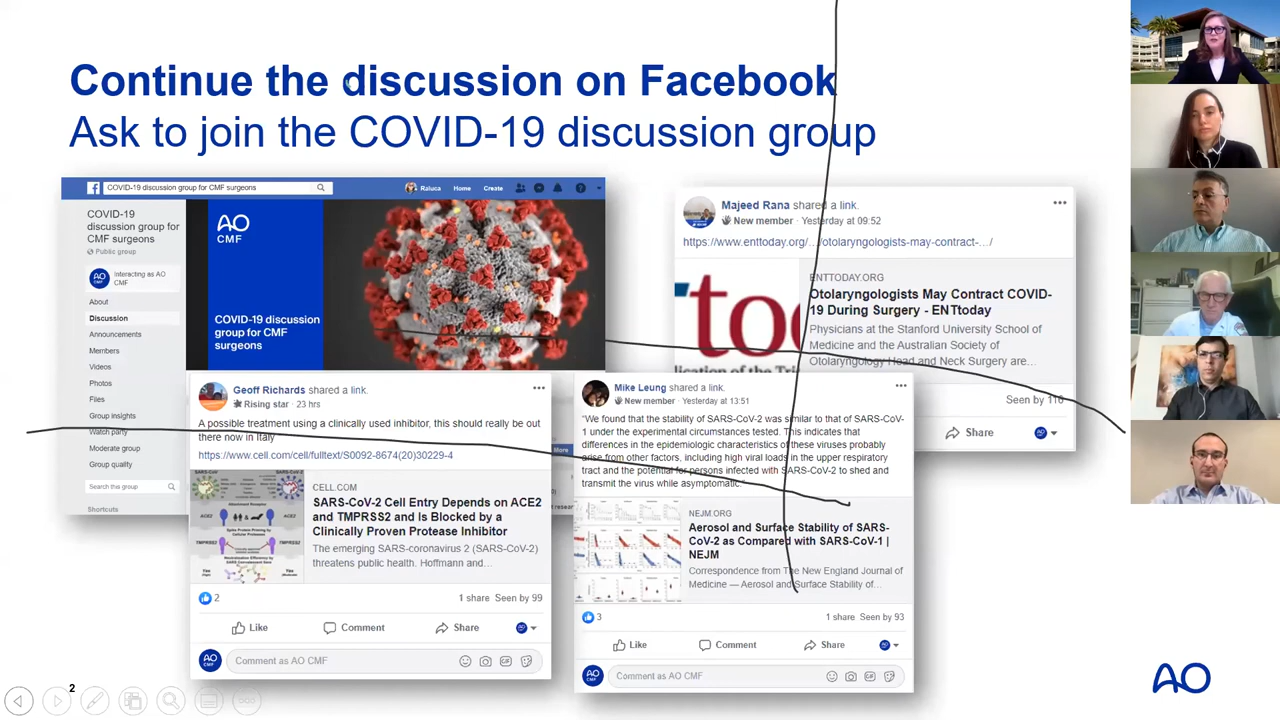 Continue the discussion on Facebook
Ask to join the COVID-19 discussion group
COVID-19 discussion group for CMF surgeons
Raluca
Home
Create
COVID-19
discussion group
for CMF surgeons
Public group
Interacting as AO
CMF
About
Discussion
Announcements
Members
Videos
Photos
Files
Group insights
Watch party
Moderate group
Group quality
Search this group
Shortcuts
AO
CMF
COVID-19 discussion
group for CMF
surgeons
More
Majeed Rana shared a link.
New member · Yesterday at 09:52
https://www.enttoday.org/…/otolaryngologists-may-contract-…/
ENTTODAY.ORG
Otolaryngologists May Contract COVID-
19 During Surgery - ENTtoday
Physicians at the Stanford University School of
Medicine and the Australian Society of
Otolaryngology Head and Neck Surgery are…
Seen by 116
Share
Geoff Richards shared a link.
Rising star · 23 hrs
A possible treatment using a clinically used inhibitor, this should really be out
there now in Italy
https://www.cell.com/cell/fulltext/S0092-8674(20)30229-4
SARS-CoV
SARS-CoV-2
ACE2
TMPRSS2
CELL.COM
SARS-CoV-2 Cell Entry Depends on ACE2
and TMPRSS2 and Is Blocked by a
Clinically Proven Protease Inhibitor
The emerging SARS-coronavirus 2 (SARS-CoV-2)
threatens public health. Hoffmann and…
2
1 share Seen by 99
Like
Comment
Share
AO
CMF
Comment as AO CMF
Mike Leung shared a link.
New member · Yesterday at 13:51
"We found that the stability of SARS-CoV-2 was similar to that of SARS-CoV-
1 under the experimental circumstances tested. This indicates that
differences in the epidemiologic characteristics of these viruses probably
arise from other factors, including high viral loads in the upper respiratory
tract and the potential for persons infected with SARS-CoV-2 to shed and
transmit the virus while asymptomatic."
NEJM.ORG
Aerosol and Surface Stability of SARS-
CoV-2 as Compared with SARS-CoV-1 |
NEJM
Correspondence from The New England Journal of
Medicine — Aerosol and Surface Stability of…
3
1 share Seen by 93
Like
Comment
Share
AO
CMF
Comment as AO CMF
2
AO